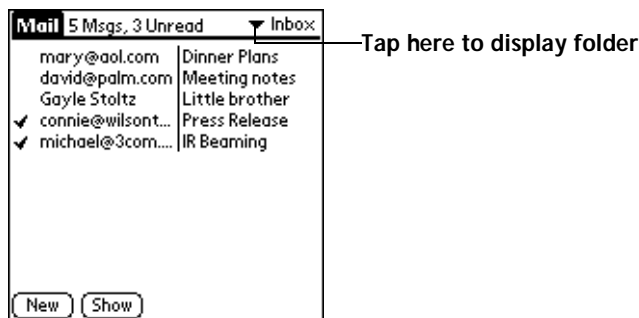 Mail 5 Msgs, 3 Unread Inbox
Tap here to display folder
mary@aol.com Dinner Plans
david@palm.com Meeting notes
Gayle Stoltz Little brother
connie@wilsont... Press Release
michael@3com.... IR Beaming
New Show